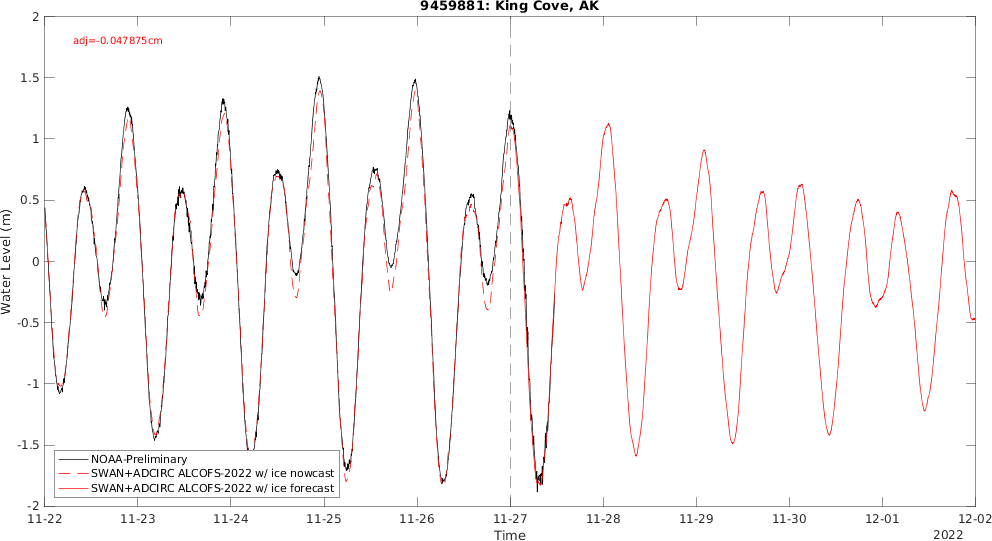 9459881: King Cove, AK
adj=-0.047875cm
Water Level (m)
2
1.5
1
0.5
0
-0.5
-1
-1.5
-2
NOAA-Preliminary
SWAN+ADCIRC ALCOFS-2022 w/ ice nowcast
SWAN+ADCIRC ALCOFS-2022 w/ ice forecast
11-22 11-23 11-24 11-25 11-26 11-27 11-28 11-29 11-30 12-01 12-02
Time
2022